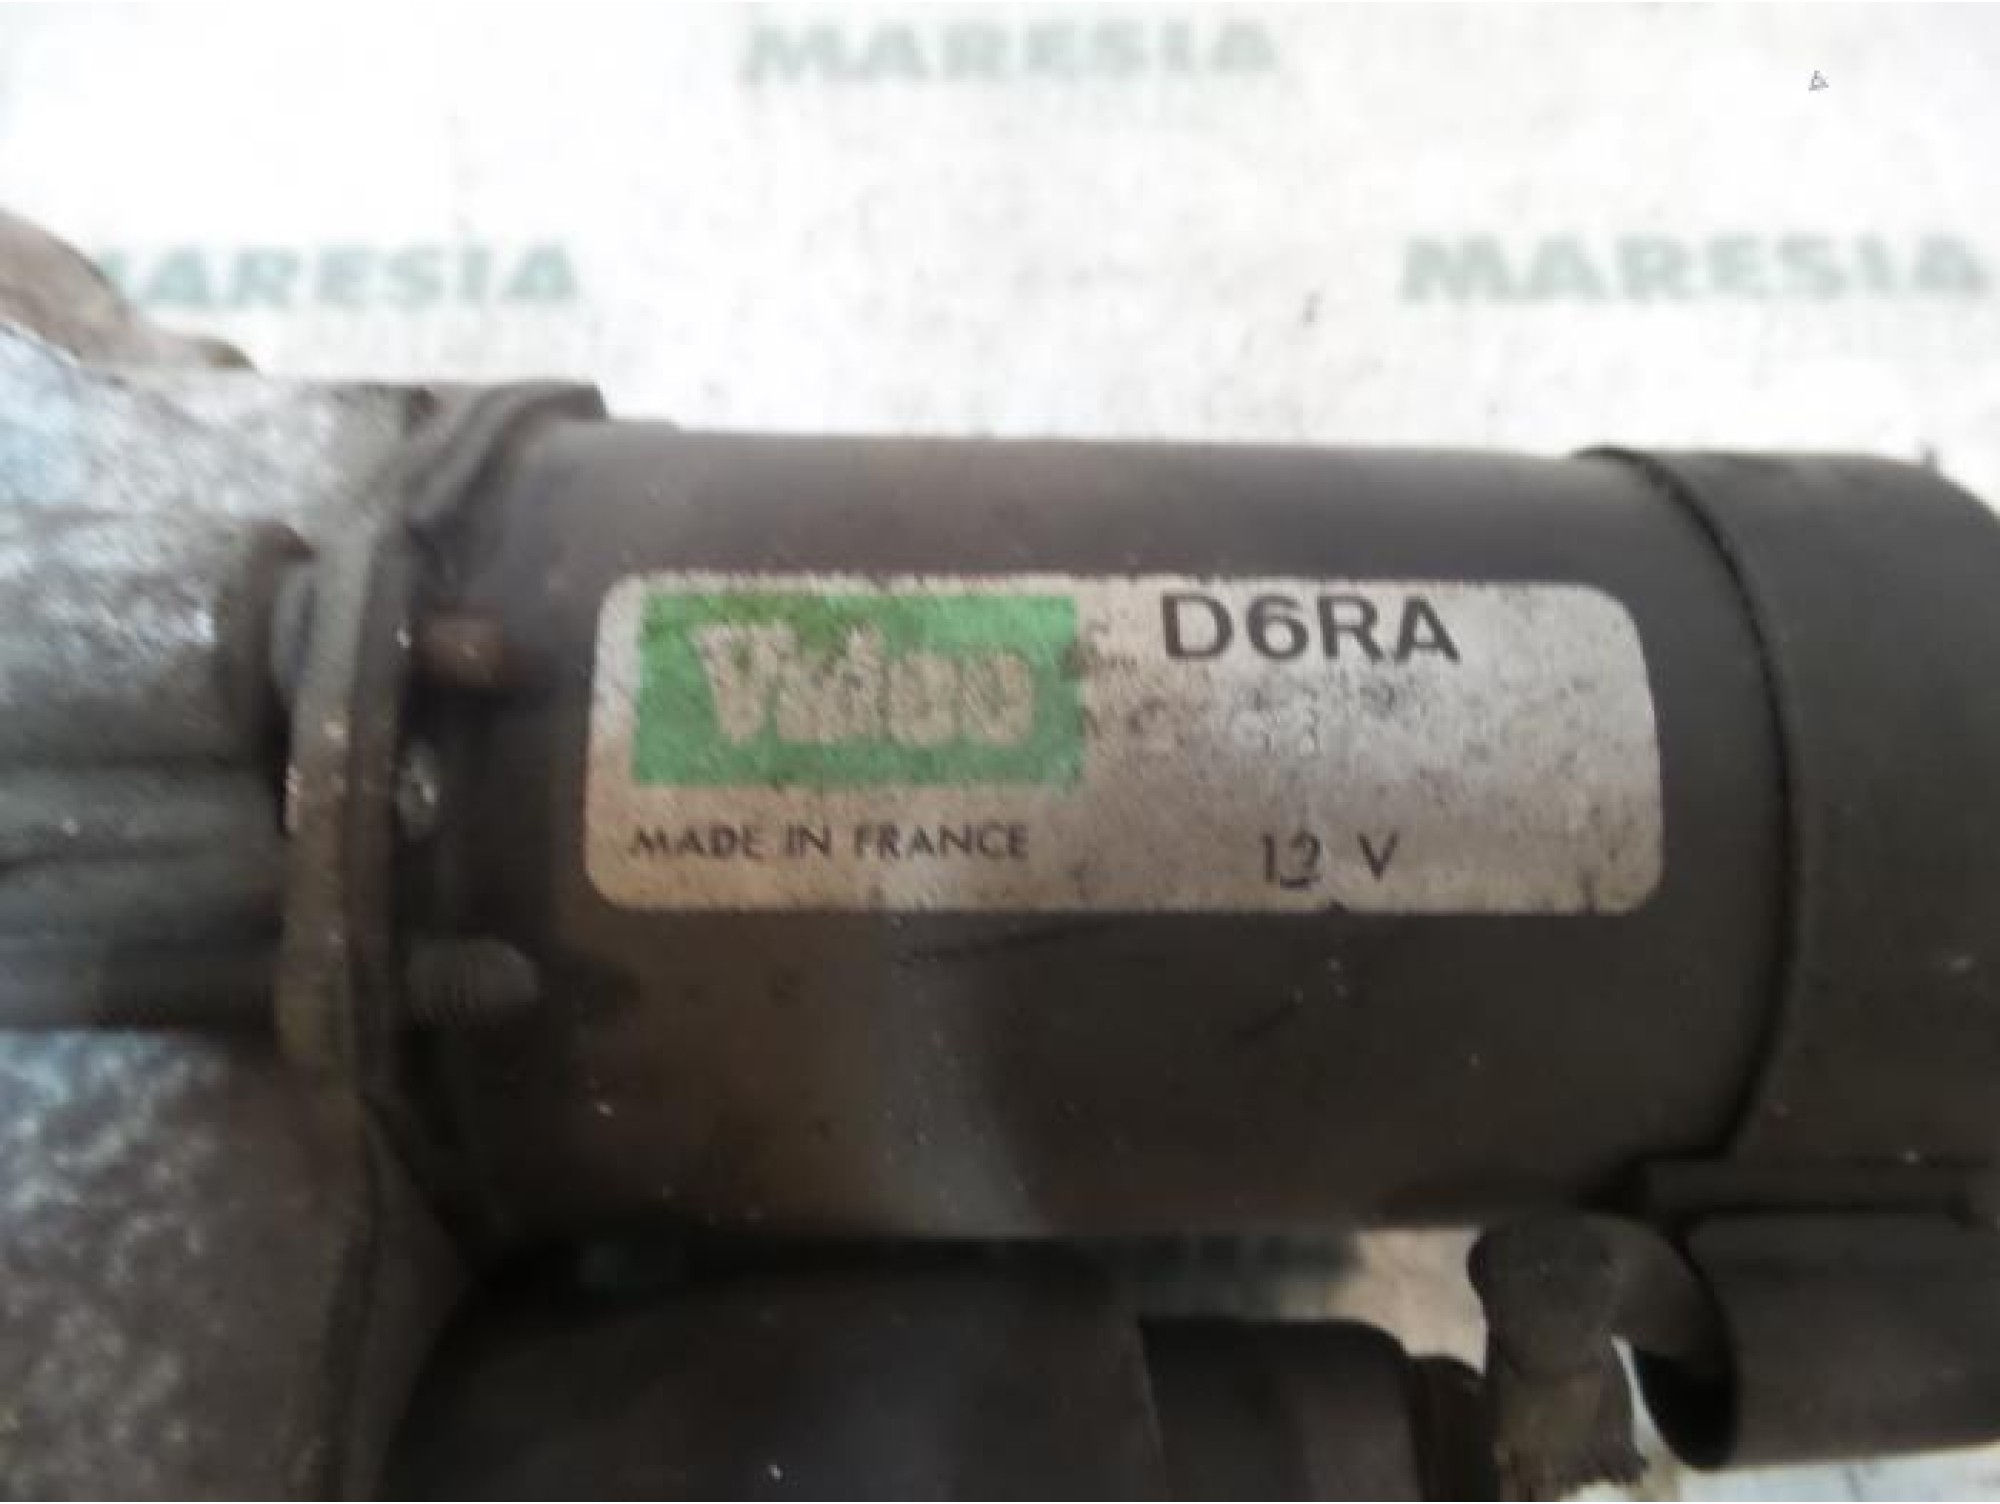 MARESIA
MARESIA
MARESIA
Valeo
D6RA
MADE IN FRANCE
12 V